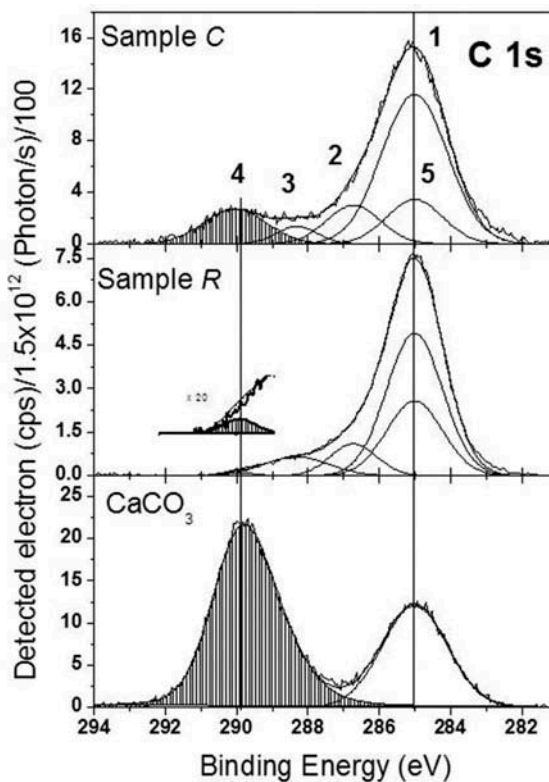 Detected electron (cps)/1.5x10¹² (Photon/s)/100
16
12
8
4
0
Sample C
C 1s
1
2
3
4
5
7.5
6.0
4.5
3.0
1.5
0.0
Sample R
x 20
25
20
15
10
5
0
CaCO₃
294 292 290 288 286 284 282
Binding Energy (eV)